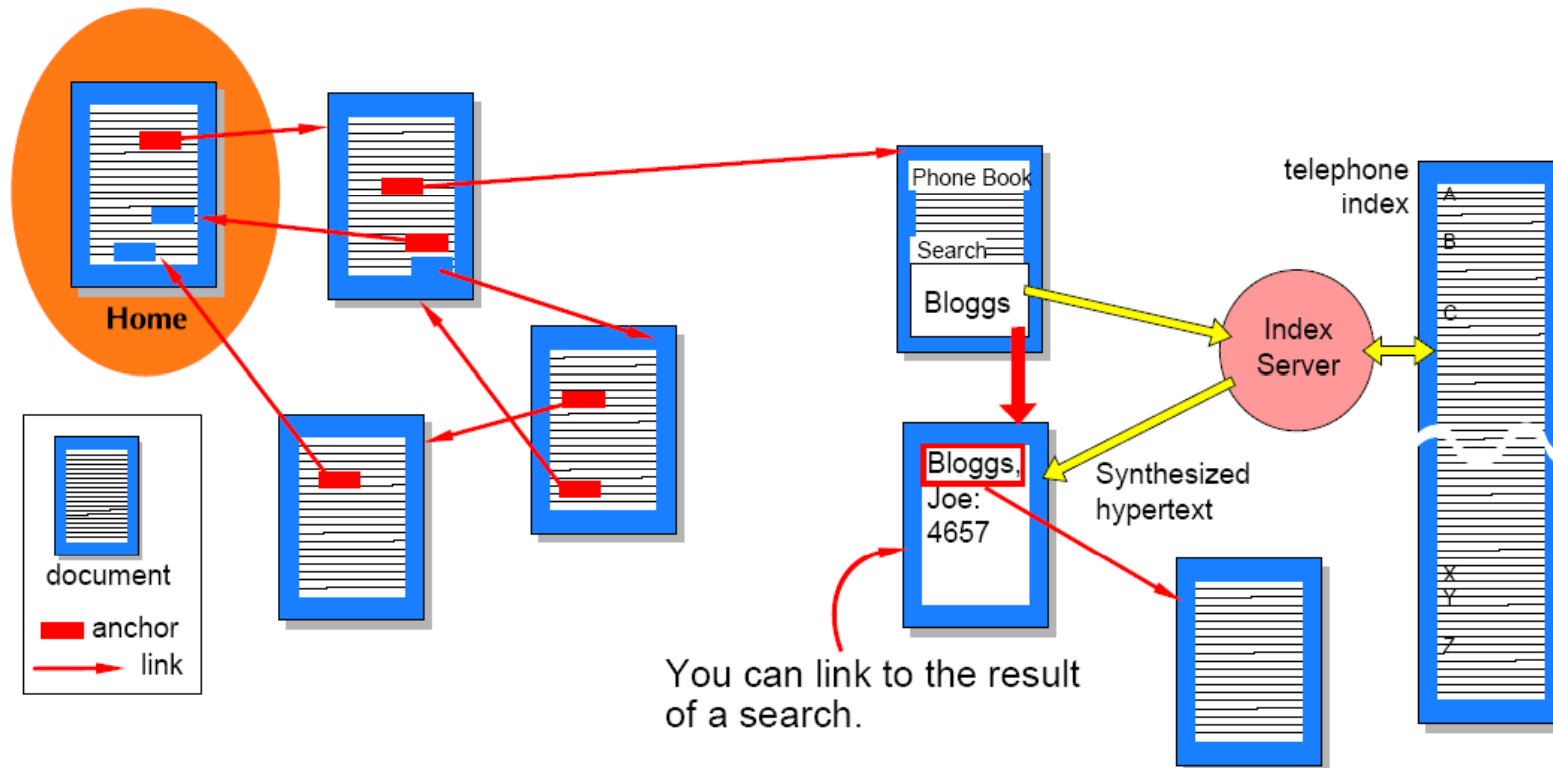 Home
document
anchor
link
Phone Book
Search
Bloggs
Bloggs,
Joe:
4657
You can link to the result
of a search.
Index
Server
Synthesized
hypertext
telephone
index
A
B
C
X
Y
Z